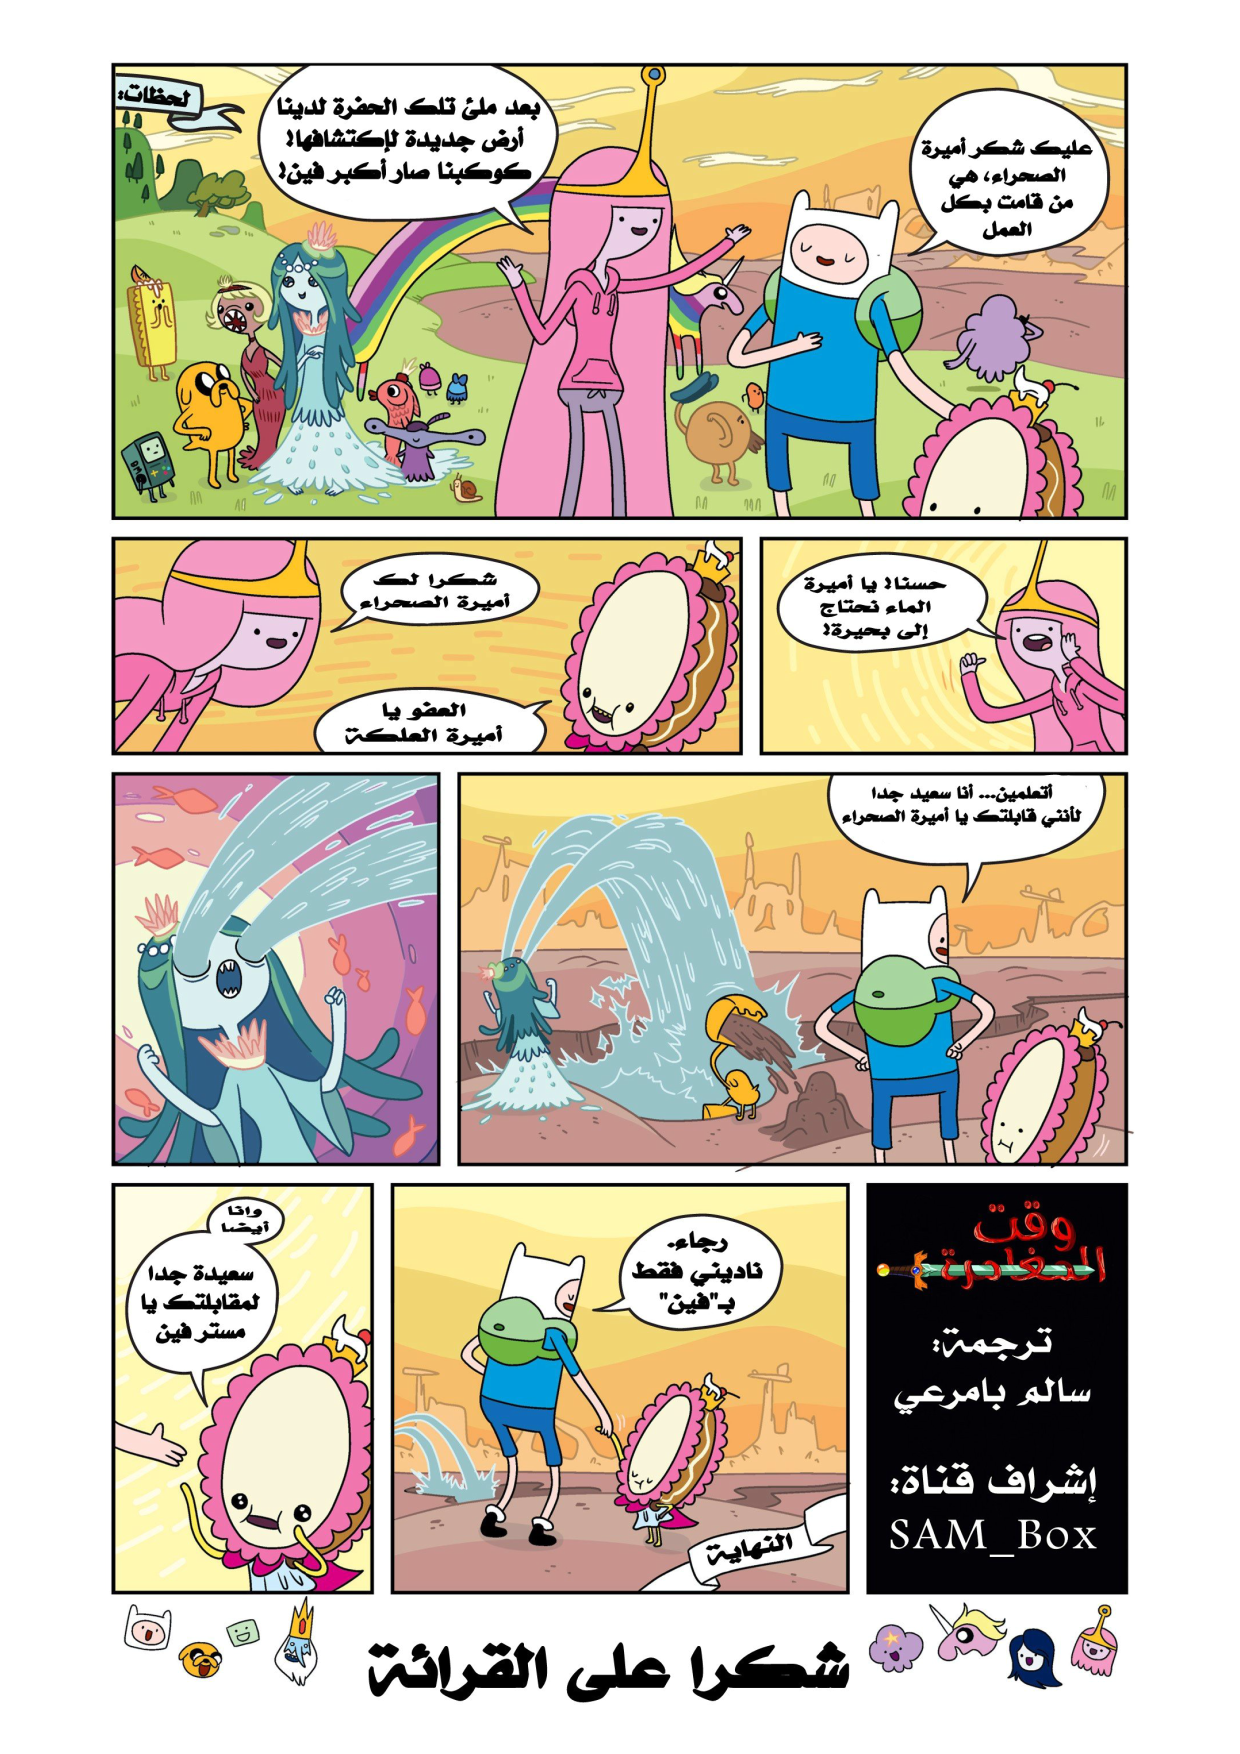 لحظات:
بعد ملئ تلك الحفرة لدينا
أرض جديدة لإكتشافها!
كوكبنا صار أكبر فين!
عليك شكر أميرة
الصحراء، هي
من قامت بكل
العمل
شكرا لك
أميرة الصحراء
العفو يا
أميرة العلكة
حسنا! يا أميرة
الماء نحتاج
إلى بحيرة!
أتعلمين... أنا سعيد جدا
لأنني قابلتك يا أميرة الصحراء
وانا
أيضا
سعيدة جدا
لمقابلتك يا
مستر فين
رجاء.
ناديني فقط
بـ"فين"
النهاية
وقت
المغامرة
ترجمة:
سالم بامرعي
إشراف قناة:
SAM_Box
شكرا على القرائة